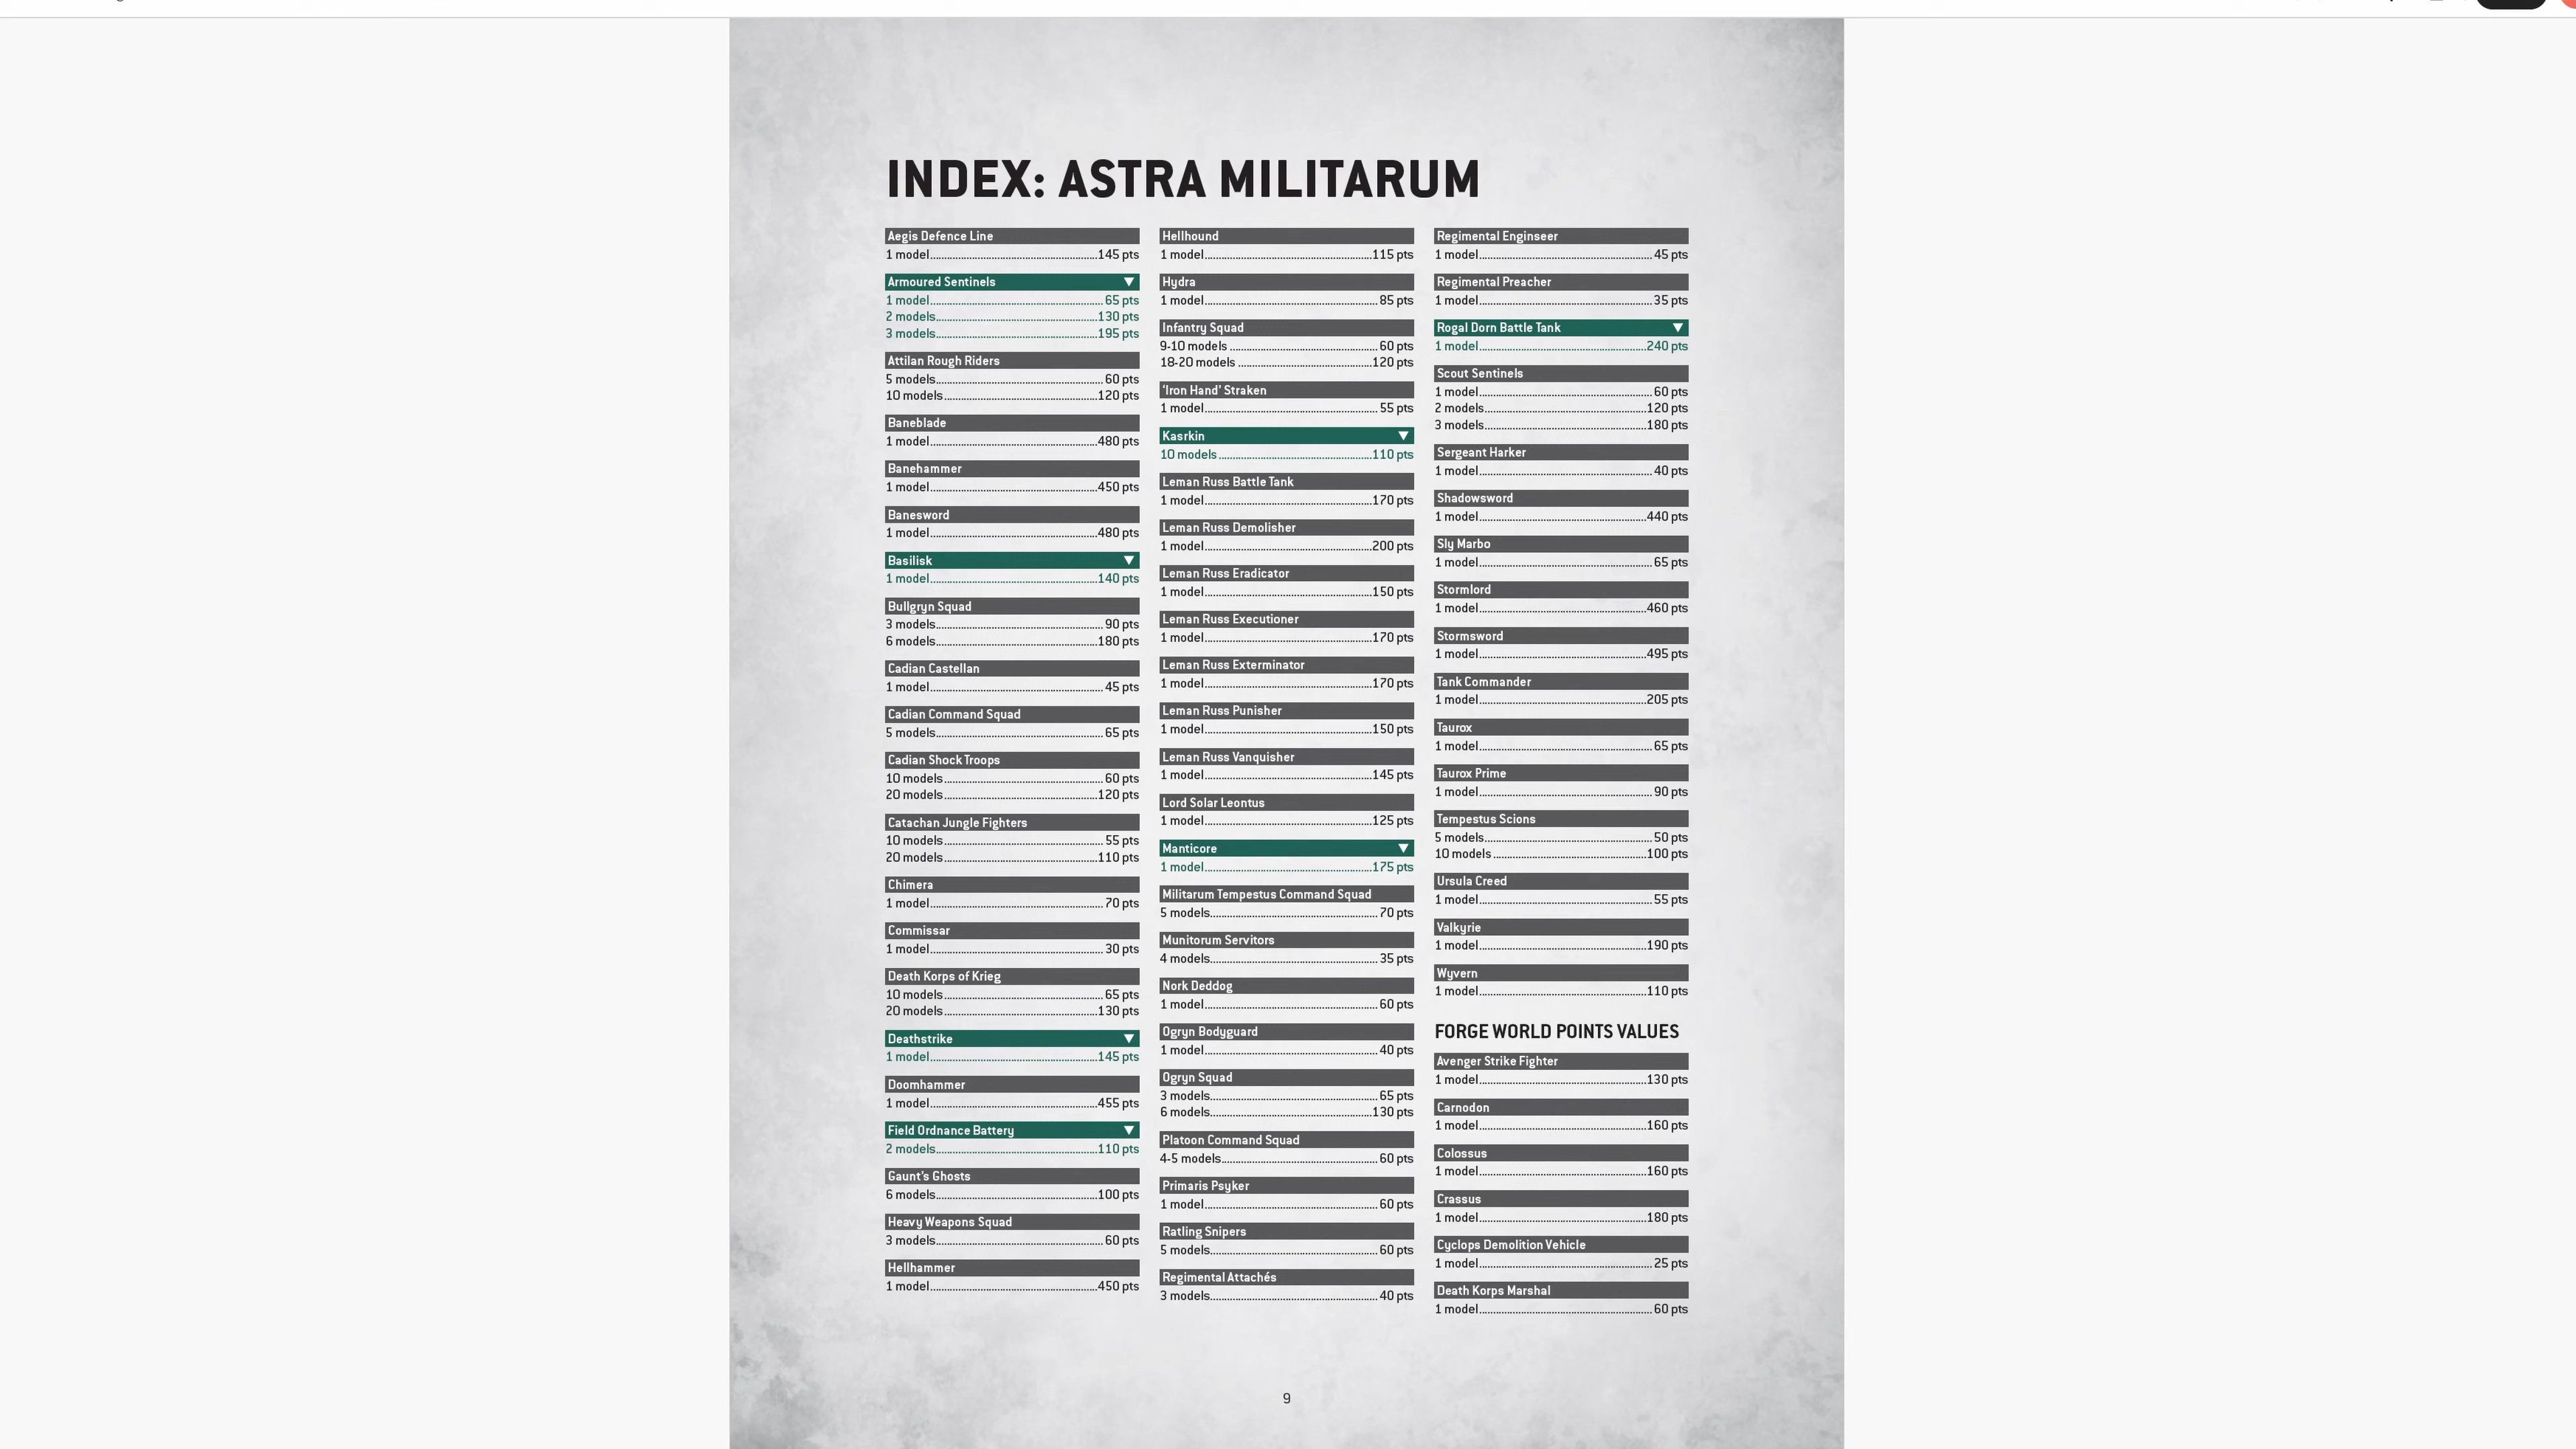 INDEX: ASTRA MILITARUM
Aegis Defence Line
1 model 145 pts
Armoured Sentinels ▼
1 model 65 pts
2 models 130 pts
3 models 195 pts
Attilan Rough Riders
5 models 60 pts
10 models 120 pts
Baneblade
1 model 480 pts
Banehammer
1 model 450 pts
Banesword
1 model 480 pts
Basilisk ▼
1 model 140 pts
Bullgryn Squad
3 models 90 pts
6 models 180 pts
Cadian Castellan
1 model 45 pts
Cadian Command Squad
5 models 65 pts
Cadian Shock Troops
10 models 60 pts
20 models 120 pts
Catachan Jungle Fighters
10 models 55 pts
20 models 110 pts
Chimera
1 model 70 pts
Commissar
1 model 30 pts
Death Korps of Krieg
10 models 65 pts
20 models 130 pts
Deathstrike ▼
1 model 145 pts
Doomhammer
1 model 455 pts
Field Ordnance Battery ▼
2 models 110 pts
Gaunt's Ghosts
6 models 100 pts
Heavy Weapons Squad
3 models 60 pts
Hellhammer
1 model 450 pts
Hellhound
1 model 115 pts
Hydra
1 model 85 pts
Infantry Squad
9-10 models 60 pts
18-20 models 120 pts
'Iron Hand' Straken
1 model 55 pts
Kasrkin ▼
10 models 110 pts
Leman Russ Battle Tank
1 model 170 pts
Leman Russ Demolisher
1 model 200 pts
Leman Russ Eradicator
1 model 150 pts
Leman Russ Executioner
1 model 170 pts
Leman Russ Exterminator
1 model 170 pts
Leman Russ Punisher
1 model 150 pts
Leman Russ Vanquisher
1 model 145 pts
Lord Solar Leontus
1 model 125 pts
Manticore ▼
1 model 175 pts
Militarum Tempestus Command Squad
5 models 70 pts
Munitorum Servitors
4 models 35 pts
Nork Deddog
1 model 60 pts
Ogryn Bodyguard
1 model 40 pts
Ogryn Squad
3 models 65 pts
6 models 130 pts
Platoon Command Squad
4-5 models 60 pts
Primaris Psyker
1 model 60 pts
Ratling Snipers
5 models 60 pts
Regimental Attachés
3 models 40 pts
Regimental Enginseer
1 model 45 pts
Regimental Preacher
1 model 35 pts
Rogal Dorn Battle Tank ▼
1 model 240 pts
Scout Sentinels
1 model 60 pts
2 models 120 pts
3 models 180 pts
Sergeant Harker
1 model 40 pts
Shadowsword
1 model 440 pts
Sly Marbo
1 model 65 pts
Stormlord
1 model 460 pts
Stormsword
1 model 495 pts
Tank Commander
1 model 205 pts
Taurox
1 model 65 pts
Taurox Prime
1 model 90 pts
Tempestus Scions
5 models 50 pts
10 models 100 pts
Ursula Creed
1 model 55 pts
Valkyrie
1 model 190 pts
Wyvern
1 model 110 pts
FORGE WORLD POINTS VALUES
Avenger Strike Fighter
1 model 130 pts
Carnodon
1 model 160 pts
Colossus
1 model 160 pts
Crassus
1 model 180 pts
Cyclops Demolition Vehicle
1 model 25 pts
Death Korps Marshal
1 model 60 pts
9